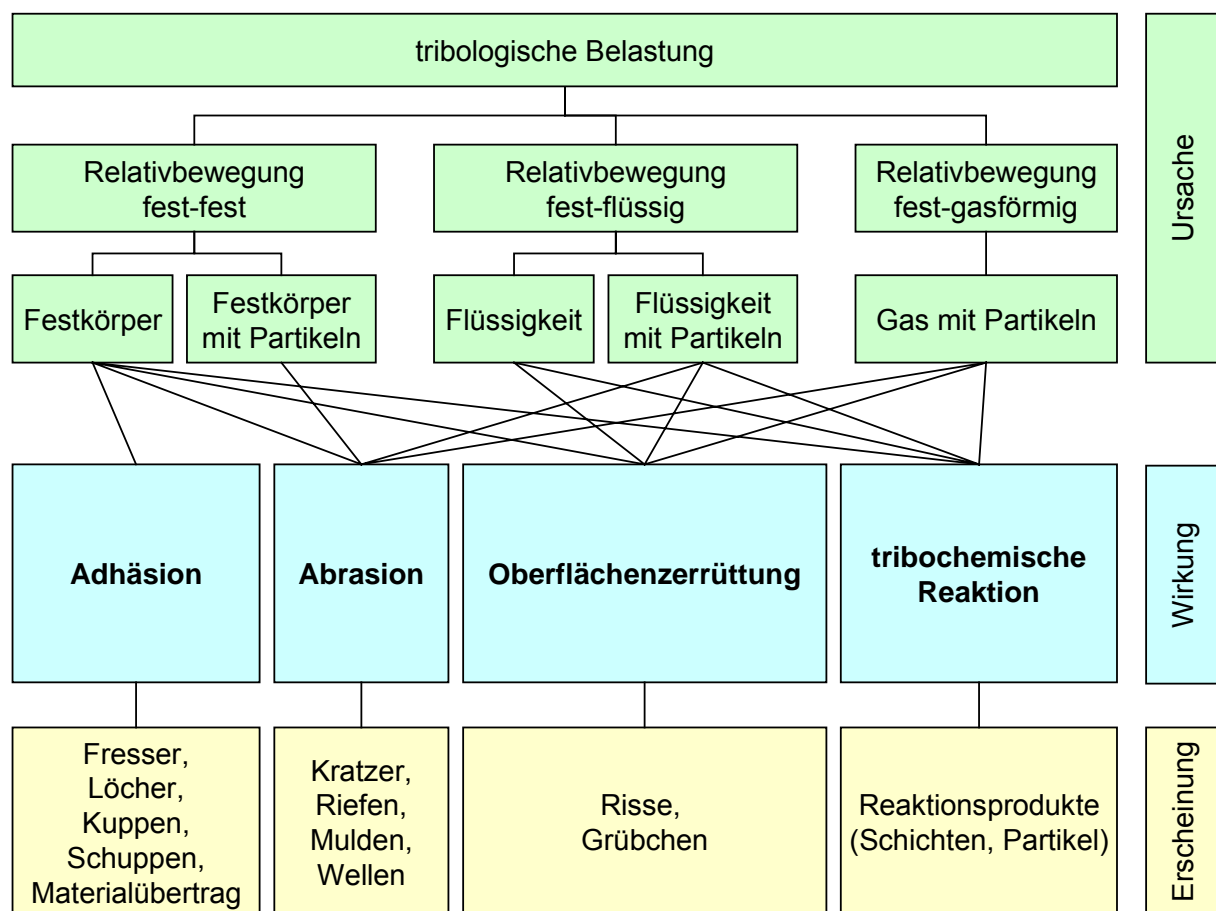 tribologische Belastung
Ursache
Relativbewegung
fest-fest
Relativbewegung
fest-flüssig
Relativbewegung
fest-gasförmig
Festkörper
Festkörper
mit Partikeln
Flüssigkeit
Flüssigkeit
mit Partikeln
Gas mit Partikeln
Adhäsion
Abrasion
Oberflächenzerrüttung
tribochemische
Reaktion
Wirkung
Fresser,
Löcher,
Kuppen,
Schuppen,
Materialübertrag
Kratzer,
Riefen,
Mulden,
Wellen
Risse,
Grübchen
Reaktionsprodukte
(Schichten, Partikel)
Erscheinung